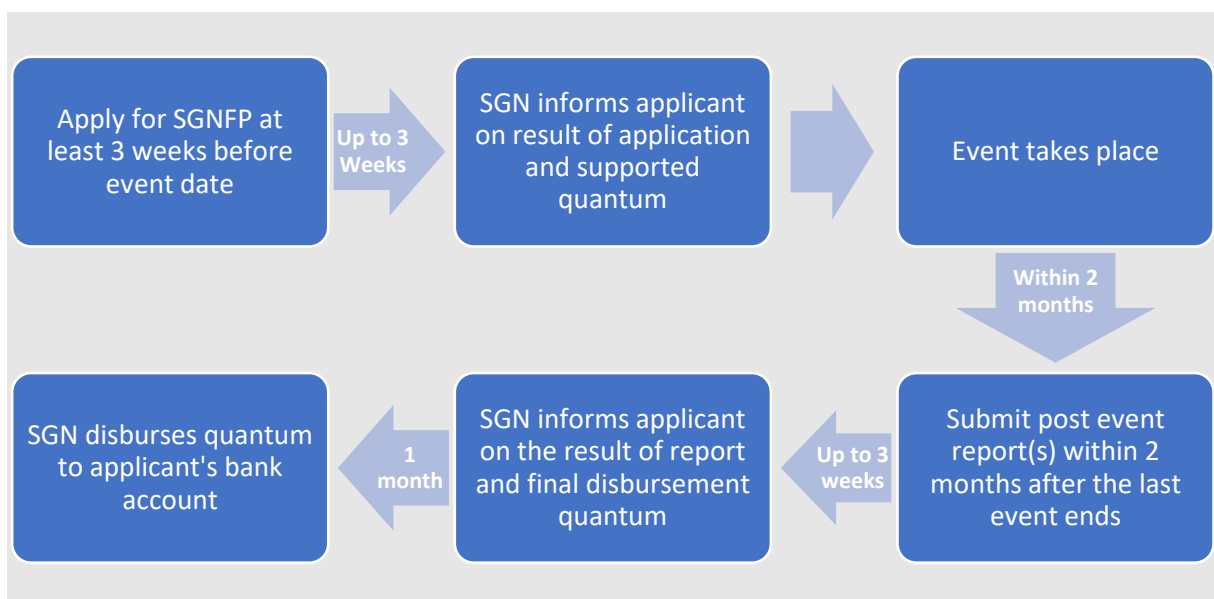 Apply for SGNFP at
least 3 weeks before
event date
Up to 3
Weeks
SGN informs applicant
on result of application
and supported
quantum
Event takes place
Within 2
months
Submit post event
report(s) within 2
months after the last
event ends
Up to 3
weeks
SGN informs applicant
on the result of report
and final disbursement
quantum
1
month
SGN disburses quantum
to applicant's bank
account